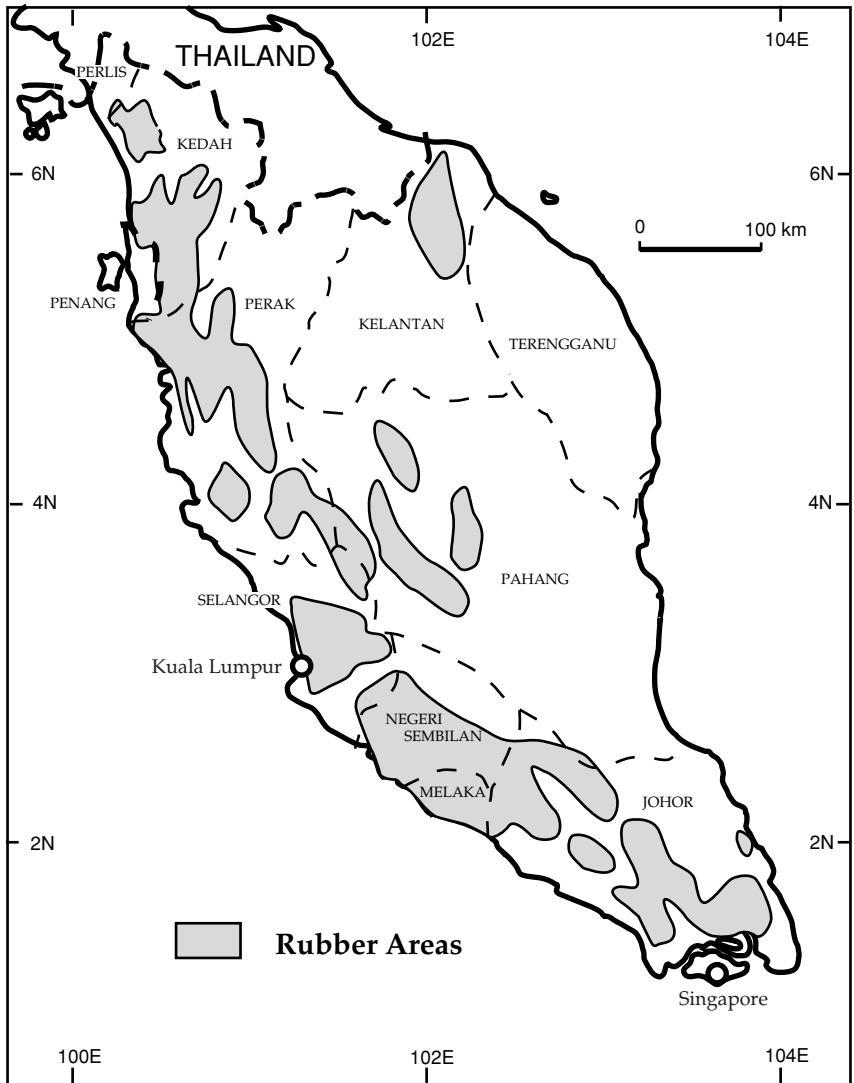 102E
104E
THAILAND
PERLIS
KEDAH
6N
6N
0
100 km
PENANG
PERAK
KELANTAN
TERENGGANU
4N
4N
PAHANG
SELANGOR
Kuala Lumpur
NEGERI
SEMBILAN
MELAKA
JOHOR
2N
2N
Rubber Areas
Singapore
100E
102E
104E